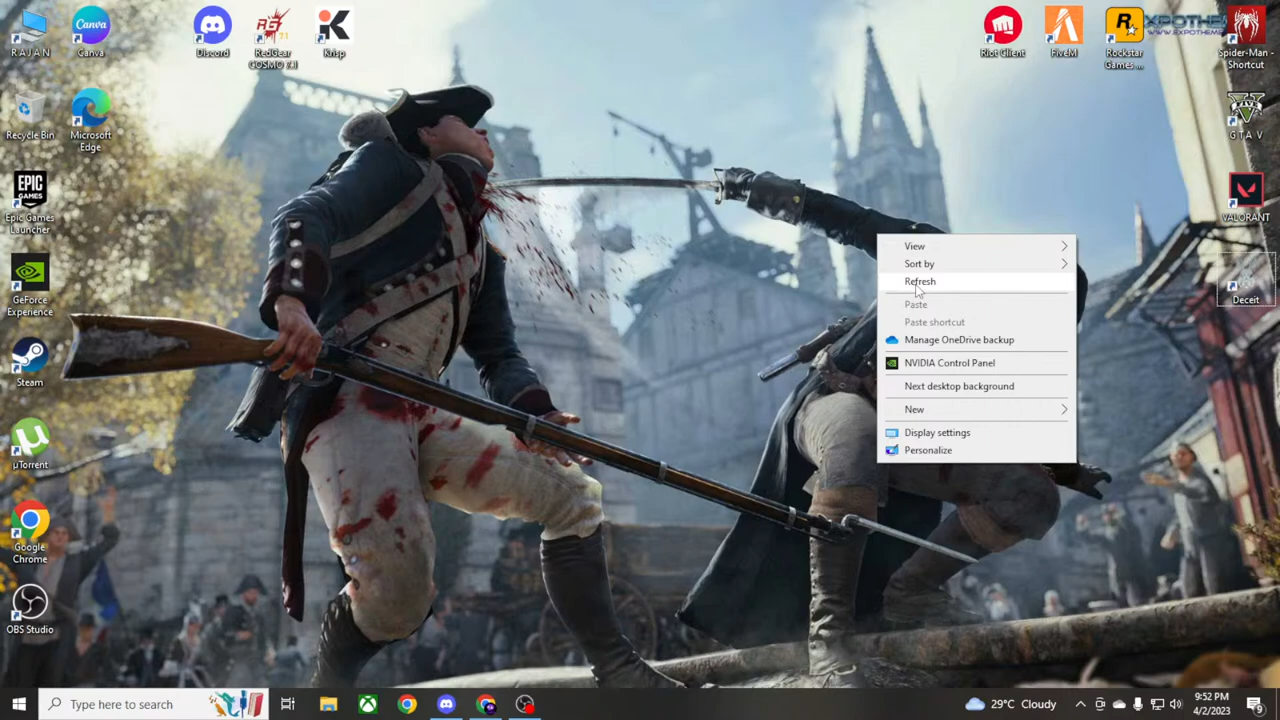 RAJAN
Canva
Discord
RedGear
COSMO 7.1
Krisp
Riot Client
FiveM
Rockstar
Games ...
Spider-Man -
Shortcut
WWW.EXPOTHEMES
Recycle Bin
Microsoft
Edge
G T A V
EPIC
GAMES
Epic Games
Launcher
VALORANT
GeForce
Experience
Deceit
Steam
µTorrent
Google
Chrome
OBS Studio
View
Sort by
Refresh
Paste
Paste shortcut
Manage OneDrive backup
NVIDIA Control Panel
Next desktop background
New
Display settings
Personalize
Type here to search
29°C Cloudy
9:52 PM
4/2/2023
9